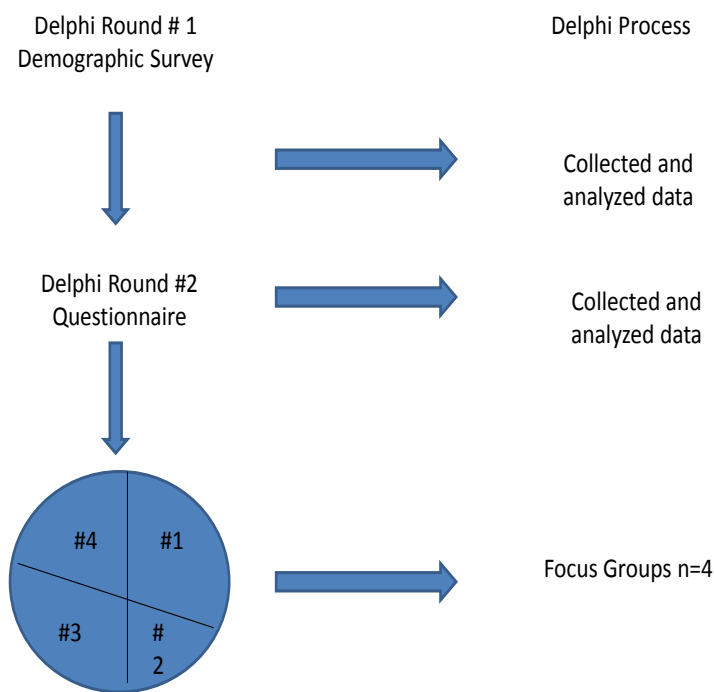 Delphi Round # 1
Demographic Survey
Delphi Process
Collected and
analyzed data
Delphi Round #2
Questionnaire
Collected and
analyzed data
#4
#1
#3
#
2
Focus Groups n=4